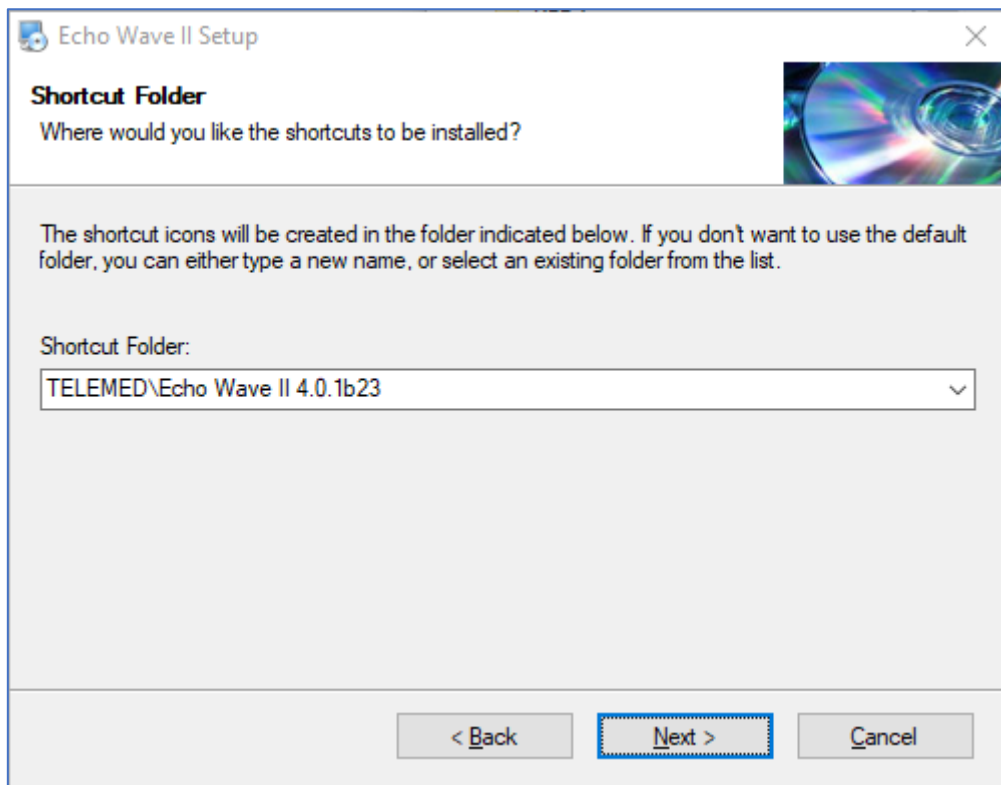 Echo Wave II Setup
Shortcut Folder
Where would you like the shortcuts to be installed?
The shortcut icons will be created in the folder indicated below. If you don't want to use the default
folder, you can either type a new name, or select an existing folder from the list.
Shortcut Folder:
TELEMED\Echo Wave II 4.0.1b23
< Back
Next >
Cancel